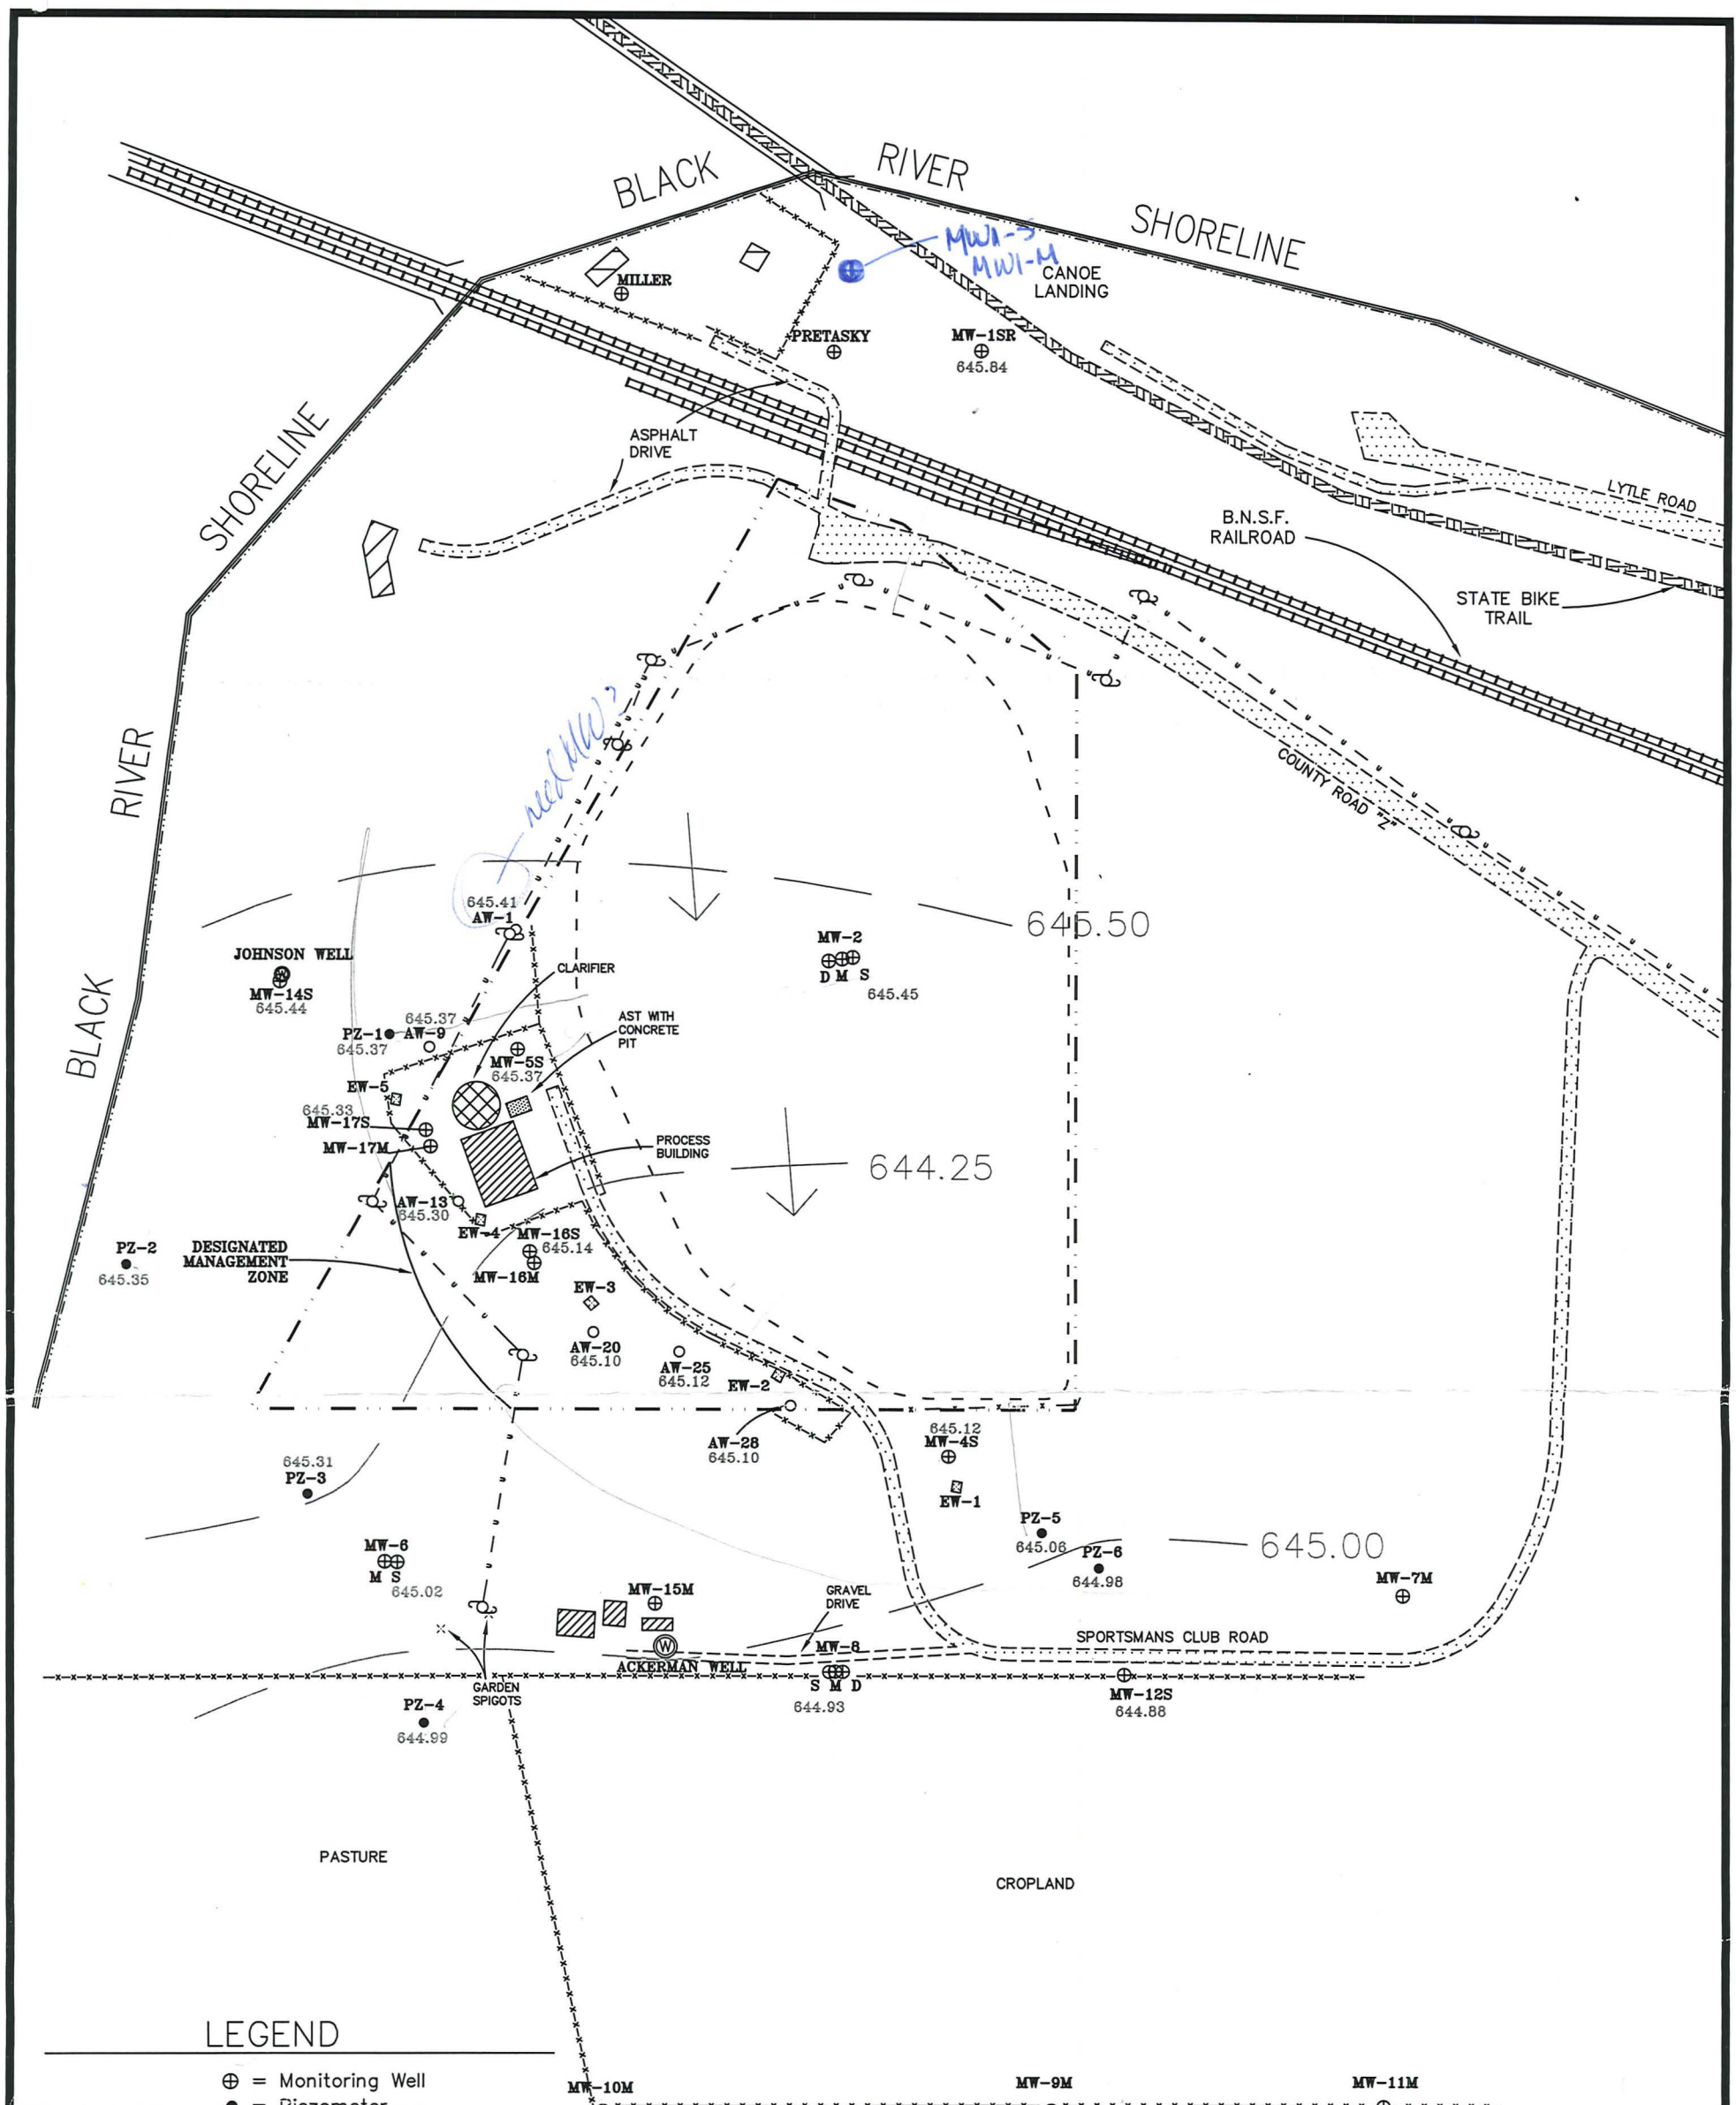 BLACK
RIVER
SHORELINE
MW1-S
MW1-M
CANOE
LANDING
MILLER
PRETASKY
MW-1SR
645.84
ASPHALT
DRIVE
SHORELINE
LYTLE ROAD
B.N.S.F.
RAILROAD
STATE BIKE
TRAIL
need MW?
RIVER
COUNTY ROAD "Z"
645.41
AW-1
645.50
MW-2
D M S
645.45
JOHNSON WELL
MW-14S
645.44
CLARIFIER
BLACK
AST WITH
CONCRETE
PIT
645.37
PZ-1 AW-9
645.37
MW-5S
645.37
EW-5
645.33
MW-17S
MW-17M
PROCESS
BUILDING
644.25
AW-13
645.30
EW-4
MW-16S
645.14
MW-16M
PZ-2
645.35
DESIGNATED
MANAGEMENT
ZONE
EW-3
AW-20
645.10
AW-25
645.12
EW-2
AW-28
645.10
645.12
MW-4S
EW-1
645.31
PZ-3
PZ-5
645.06
PZ-6
644.98
645.00
MW-6
M S
645.02
MW-15M
GRAVEL
DRIVE
MW-7M
SPORTSMANS CLUB ROAD
MW-8
ACKERMAN WELL
W
S M D
644.93
MW-12S
644.88
GARDEN
SPIGOTS
PZ-4
644.99
PASTURE
CROPLAND
LEGEND
⊕ = Monitoring Well
● = Piezometer
MW-10M
MW-9M
MW-11M